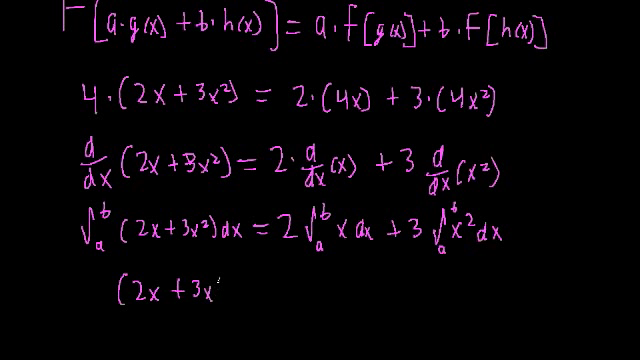 F[a·g(x) + b·h(x)] = a·F[g(x)] + b·F[h(x)]
4·(2x + 3x²) = 2·(4x) + 3·(4x²)
d/dx (2x + 3x²) = 2·d/dx(x) + 3 d/dx(x²)
∫ₐᵇ (2x + 3x²)dx = 2∫ₐᵇ x dx + 3∫ₐᵇ x² dx
(2x + 3x